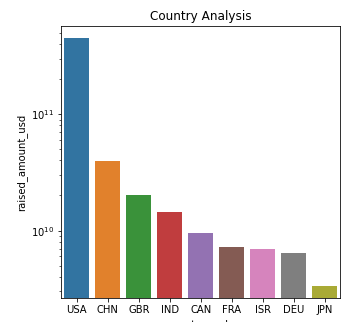 Country Analysis
raised_amount_usd
10¹¹
10¹⁰
USA CHN GBR IND CAN FRA ISR DEU JPN